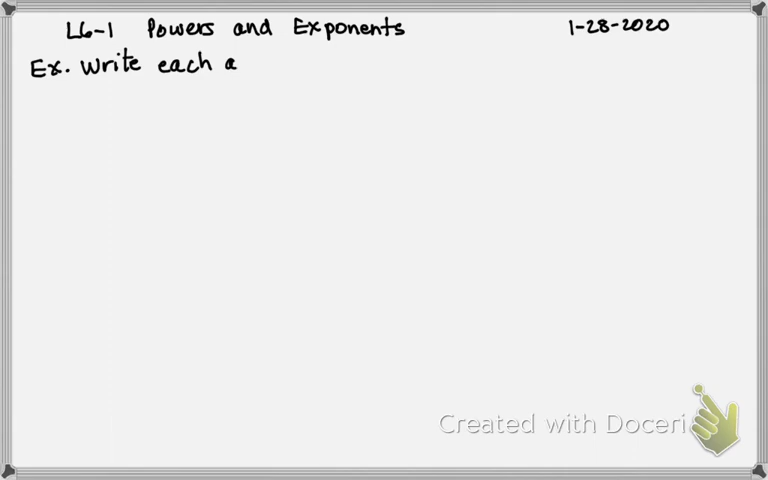 L6-1 Powers and Exponents 1-28-2020
Ex. Write each a
Created with Doceri